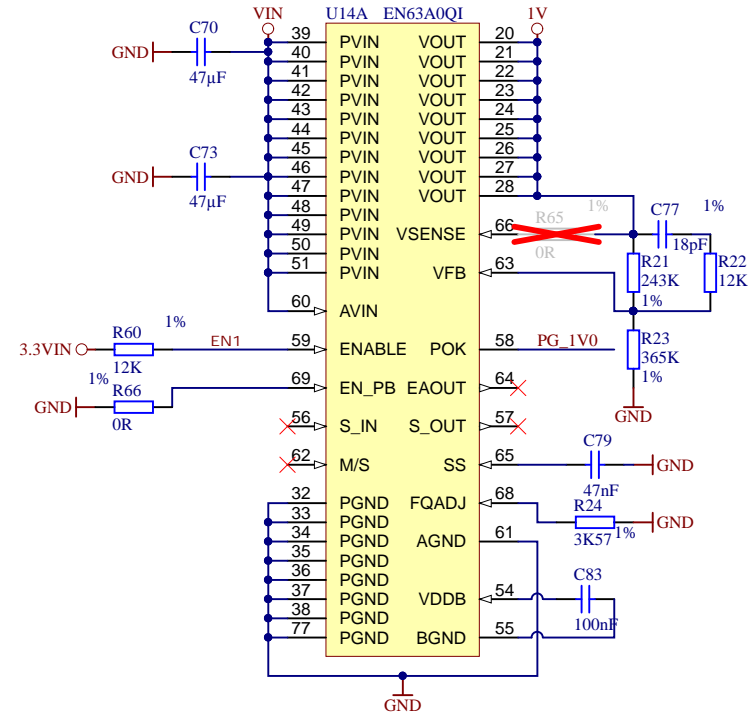 VIN U14A EN63A0QI 1V
C70 39 PVIN VOUT 20
GND 40 PVIN VOUT 21
47µF 41 PVIN VOUT 22
42 PVIN VOUT 23
43 PVIN VOUT 24
44 PVIN VOUT 25
C73 45 PVIN VOUT 26
GND 46 PVIN VOUT 27
47µF 47 PVIN VOUT 28
48 PVIN R65 1% C77 1%
49 PVIN VSENSE 66 18pF
50 PVIN 0R R21 R22
51 PVIN VFB 63 243K 12K
60 AVIN 1%
R60 1%
3.3VIN EN1 59 ENABLE POK 58 PG_1V0 R23
12K 365K
1% R66 69 EN_PB EAOUT 64 1%
GND 0R GND
56 S_IN S_OUT 57
C79
62 M/S SS 65 GND
47nF
32 PGND FQADJ 68 R24
33 PGND GND
34 PGND AGND 61 3K57 1%
35 PGND
36 PGND C83
37 PGND VDDB 54
38 PGND 100nF
77 PGND BGND 55
GND